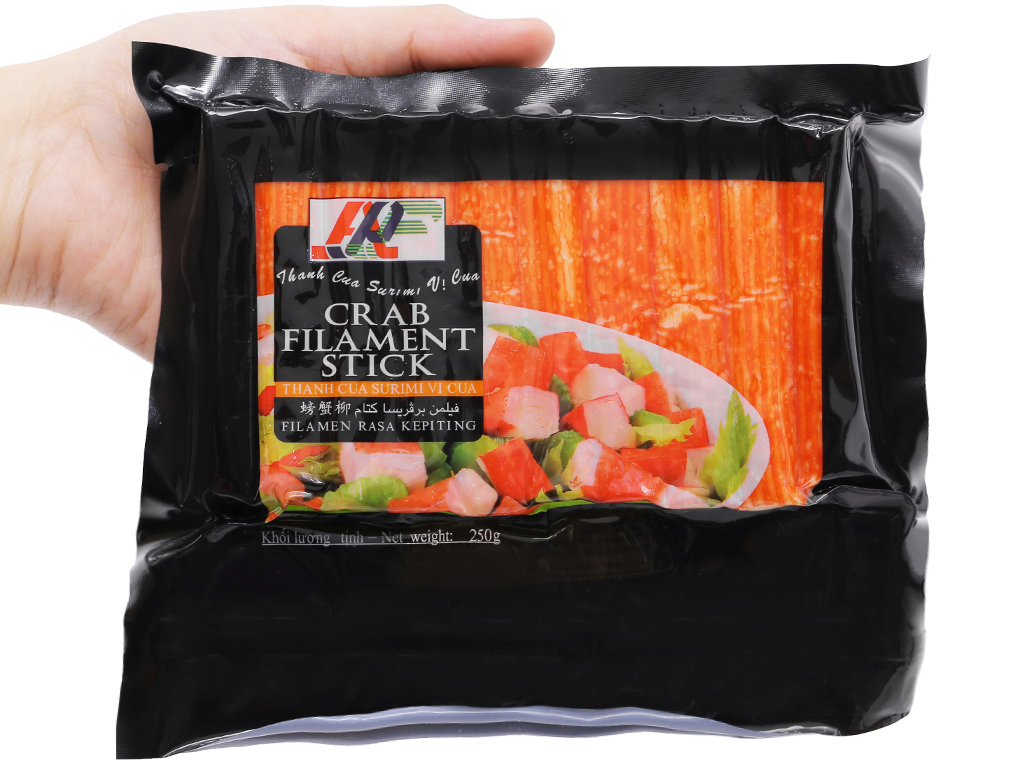 Thanh Cua Surimi Vị Cua
CRAB
FILAMENT
STICK
THANH CUA SURIMI VỊ CUA
螃蟹柳 فيلمن برڤريسا كتام
FILAMEN RASA KEPITING
Khối lượng tịnh – Net weight: 250g